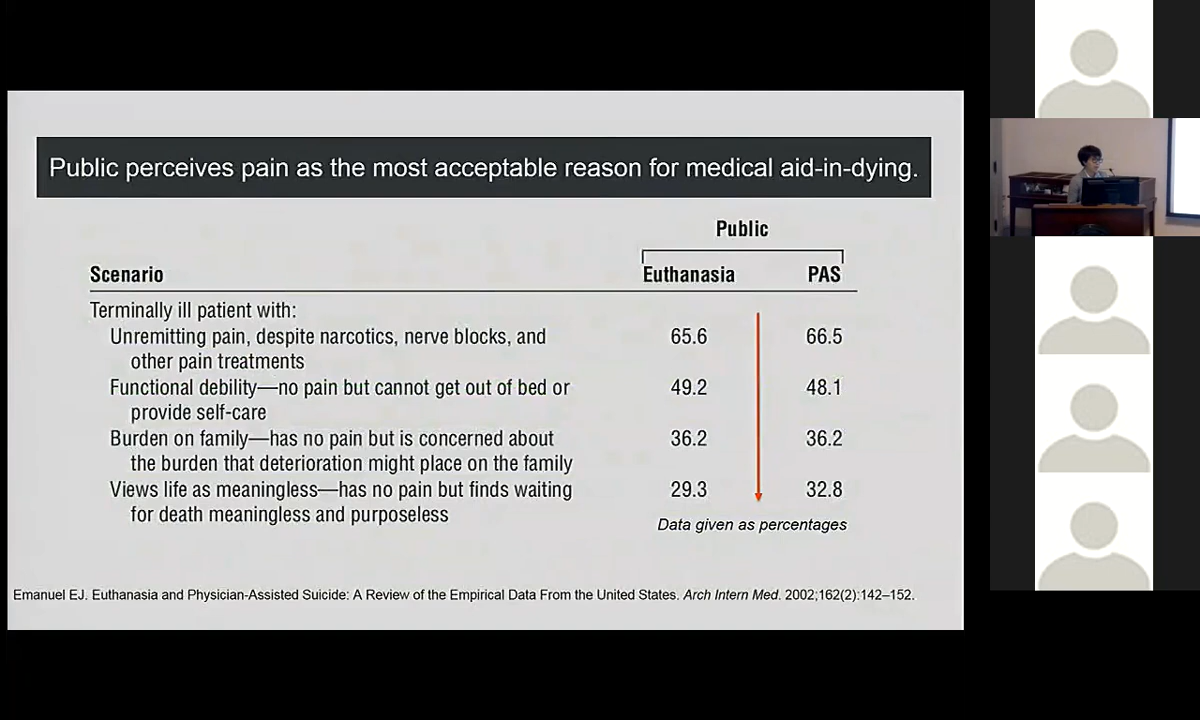 Public perceives pain as the most acceptable reason for medical aid-in-dying.
Public
Scenario Euthanasia PAS
Terminally ill patient with:
Unremitting pain, despite narcotics, nerve blocks, and 65.6 66.5
other pain treatments
Functional debility—no pain but cannot get out of bed or 49.2 48.1
provide self-care
Burden on family—has no pain but is concerned about 36.2 36.2
the burden that deterioration might place on the family
Views life as meaningless—has no pain but finds waiting 29.3 32.8
for death meaningless and purposeless
Data given as percentages
Emanuel EJ. Euthanasia and Physician-Assisted Suicide: A Review of the Empirical Data From the United States. Arch Intern Med. 2002;162(2):142–152.